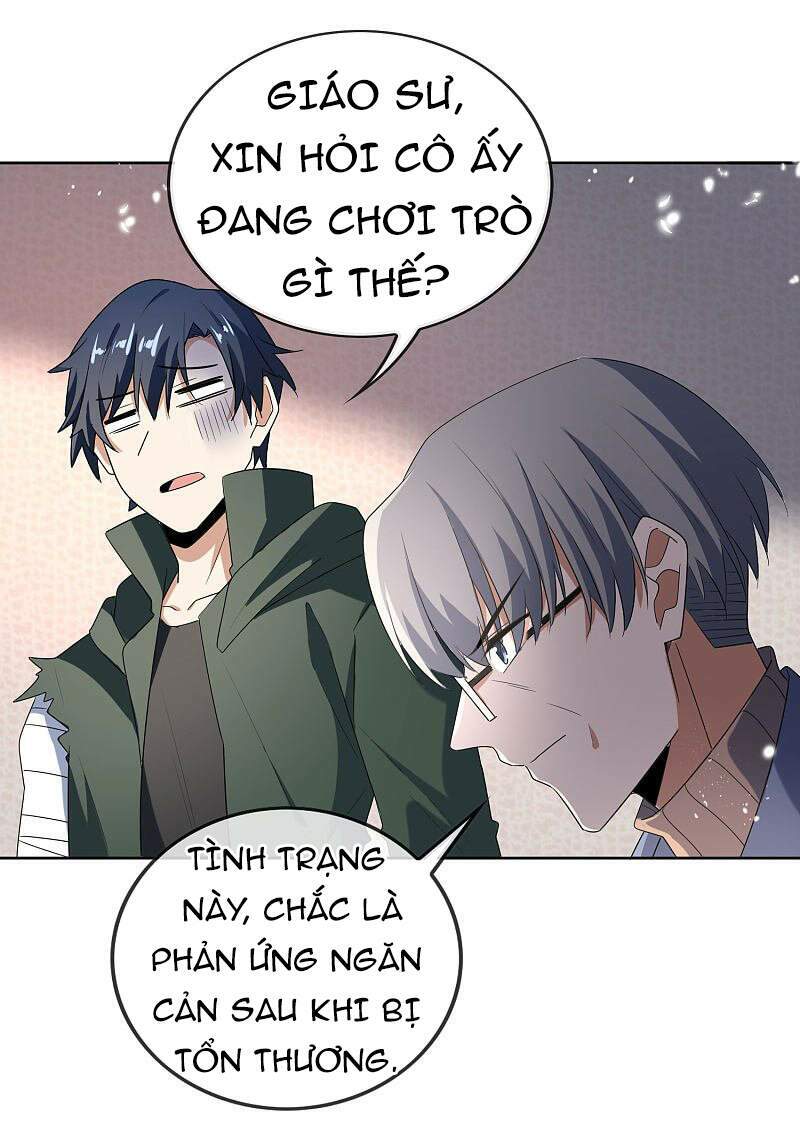 GIÁO SƯ,
XIN HỎI CÔ ẤY
ĐANG CHƠI TRÒ
GÌ THẾ?
TÌNH TRẠNG
NÀY, CHẮC LÀ
PHẢN ỨNG NGĂN
CẢN SAU KHI BỊ
TỔN THƯƠNG.